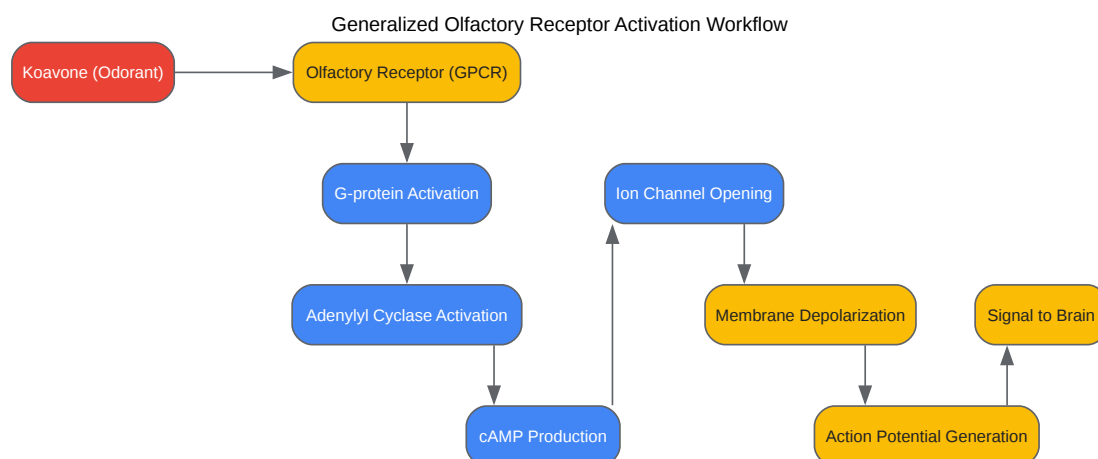 Generalized Olfactory Receptor Activation Workflow
Koavone (Odorant)
Olfactory Receptor (GPCR)
G-protein Activation
Adenylyl Cyclase Activation
cAMP Production
Ion Channel Opening
Membrane Depolarization
Action Potential Generation
Signal to Brain